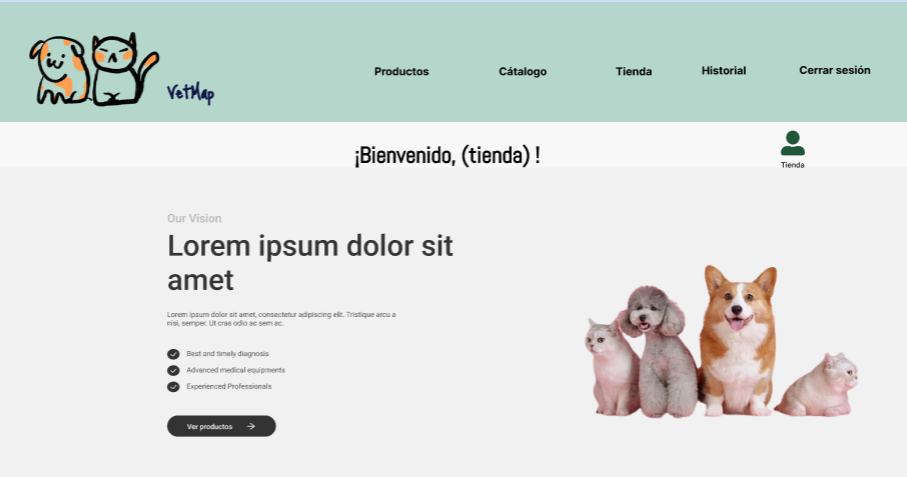 VetMap
Productos
Cátalogo
Tienda
Historial
Cerrar sesión
¡Bienvenido, (tienda) !
Tienda
Our Vision
Lorem ipsum dolor sit
amet
Lorem ipsum dolor sit amet, consectetur adipiscing elit. Tristique arcu a
nisi, semper. Ut cras odio ac sem ac.
Best and timely diagnosis
Advanced medical equipments
Experienced Professionals
Ver productos